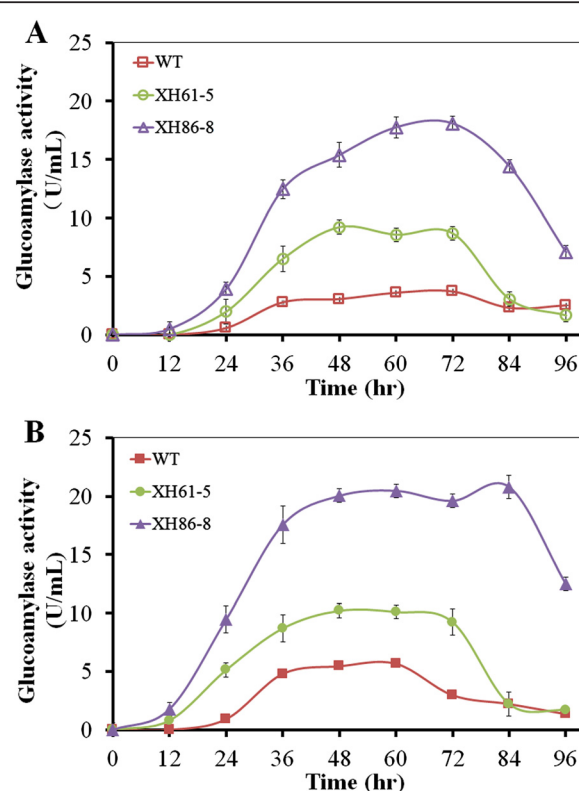 A
25
20
15
10
5
0
Glucoamylase activity
( U/mL)
WT
XH61-5
XH86-8
0 12 24 36 48 60 72 84 96
Time (hr)
B
25
20
15
10
5
0
Glucoamylase activity
(U/mL)
WT
XH61-5
XH86-8
0 12 24 36 48 60 72 84 96
Time (hr)